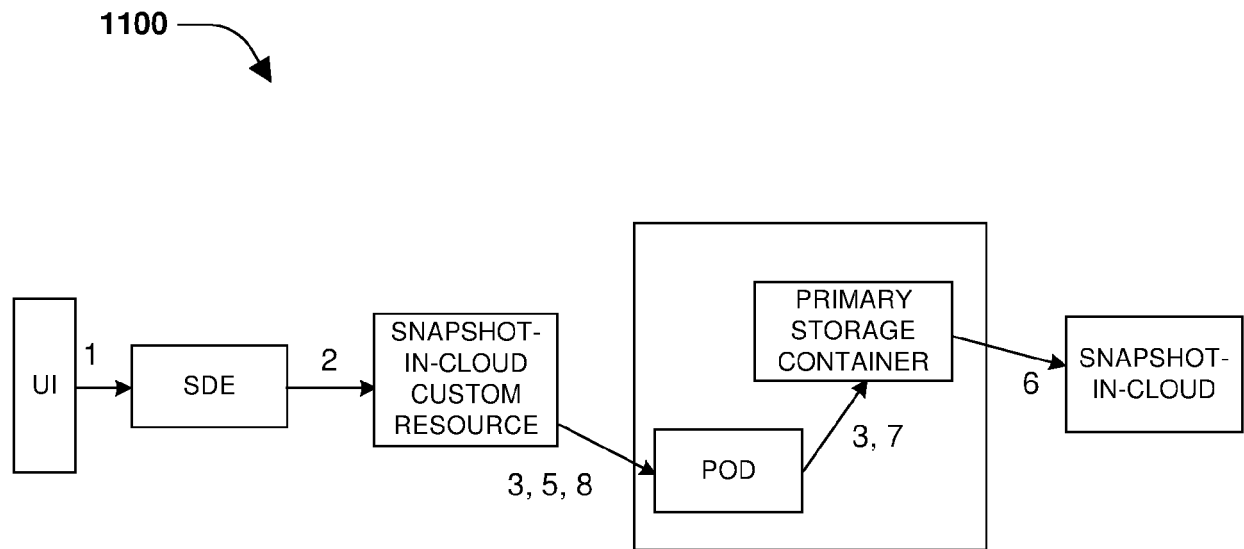 1100
UI
1
SDE
2
SNAPSHOT-
IN-CLOUD
CUSTOM
RESOURCE
3, 5, 8
POD
3, 7
PRIMARY
STORAGE
CONTAINER
6
SNAPSHOT-
IN-CLOUD